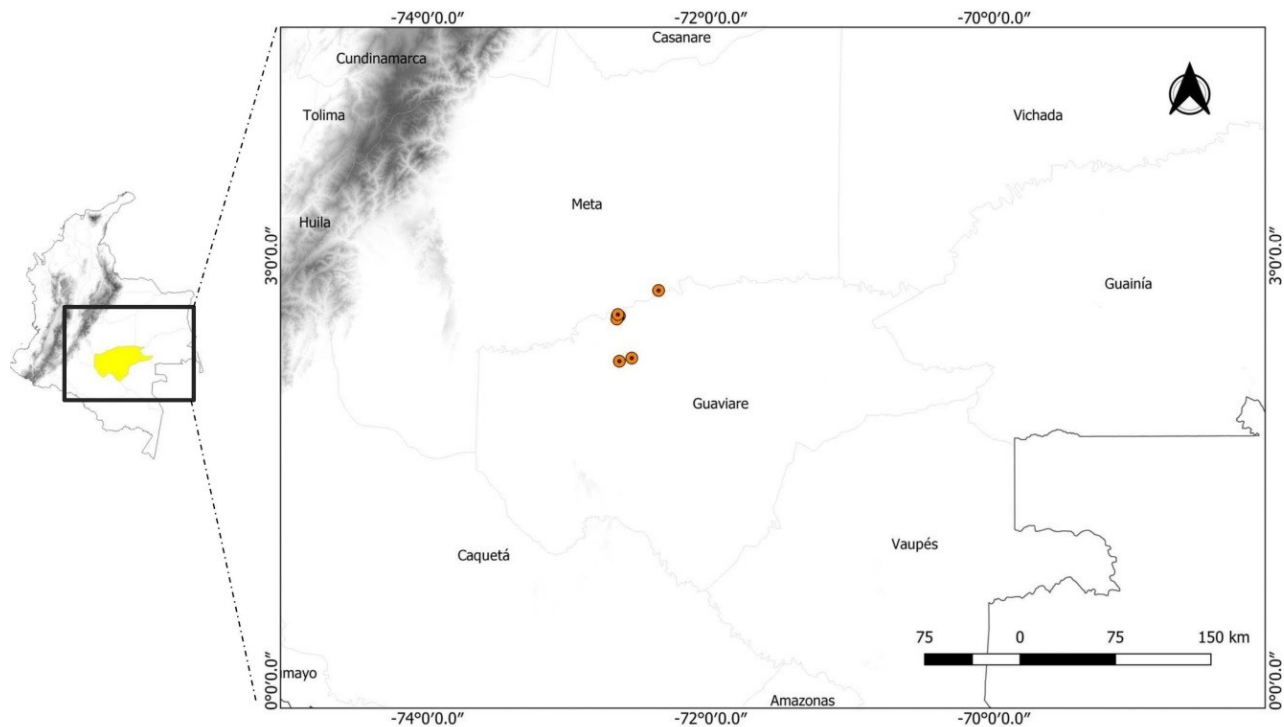 -74°0'0.0"
-72°0'0.0"
-70°0'0.0"
Casanare
Cundinamarca
Tolima
Vichada
Meta
Huila
3°0'0.0"
3°0'0.0"
Guainía
Guaviare
Vaupés
Caquetá
75 0 75 150 km
0°0'0.0"
0°0'0.0"
mayo
Amazonas
-74°0'0.0"
-72°0'0.0"
-70°0'0.0"